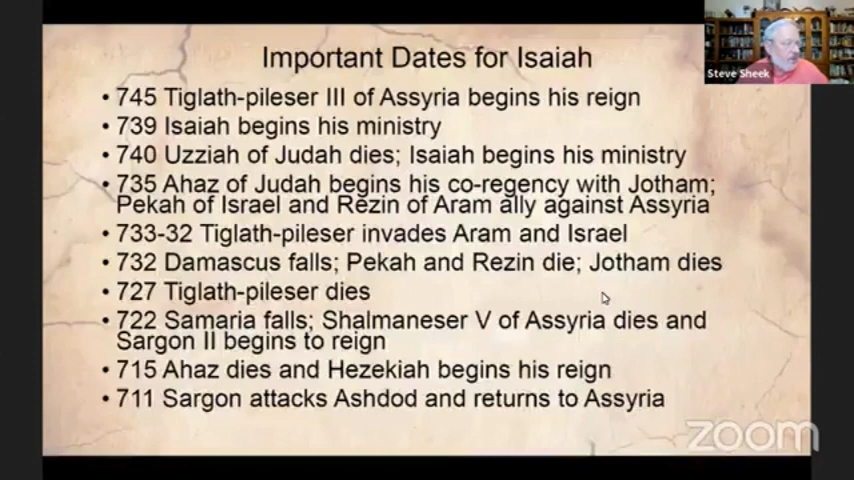 Important Dates for Isaiah
Steve Sheek
• 745 Tiglath-pileser III of Assyria begins his reign
• 739 Isaiah begins his ministry
• 740 Uzziah of Judah dies; Isaiah begins his ministry
• 735 Ahaz of Judah begins his co-regency with Jotham;
Pekah of Israel and Rezin of Aram ally against Assyria
• 733-32 Tiglath-pileser invades Aram and Israel
• 732 Damascus falls; Pekah and Rezin die; Jotham dies
• 727 Tiglath-pileser dies
• 722 Samaria falls; Shalmaneser V of Assyria dies and
Sargon II begins to reign
• 715 Ahaz dies and Hezekiah begins his reign
• 711 Sargon attacks Ashdod and returns to Assyria
zoom